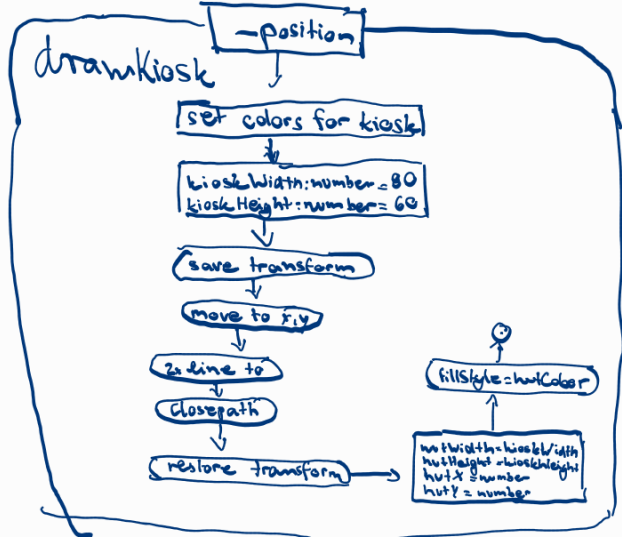 -position
drawKiosk
set colors for kiosk
kioskWidth:number=80
kioskHeight:number=60
save transform
move to x,y
2x line to
closepath
restore transform
fillStyle=hutColor
hutWidth=kioskWidth
hutHeight=kioskHeight
hutX=number
hutY=number